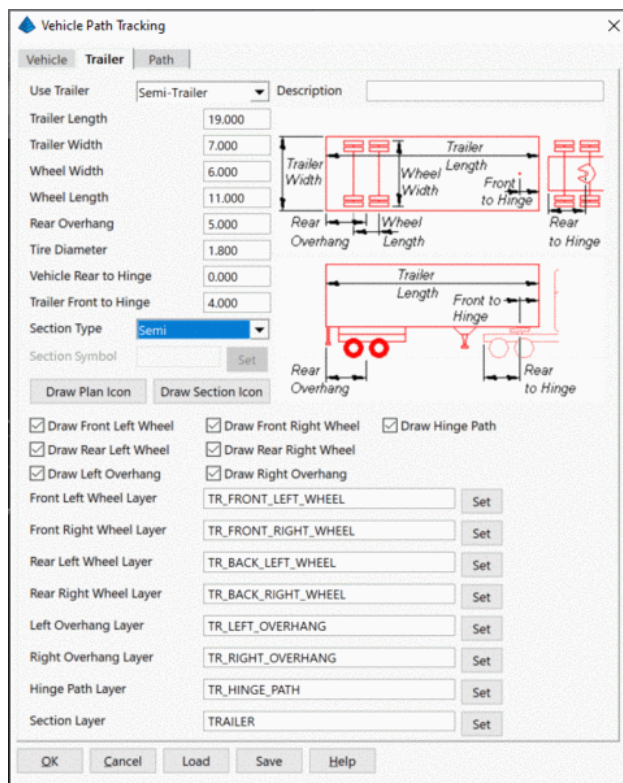 Vehicle Path Tracking
Vehicle Trailer Path
Use Trailer Semi-Trailer Description
Trailer Length 19.000
Trailer Width 7.000
Wheel Width 6.000
Wheel Length 11.000
Rear Overhang 5.000
Tire Diameter 1.800
Vehicle Rear to Hinge 0.000
Trailer Front to Hinge 4.000
Section Type Semi
Section Symbol Set
Draw Plan Icon Draw Section Icon
Trailer Width
Trailer Length
Wheel Width
Front to Hinge
Rear Overhang
Wheel Length
Rear to Hinge
Trailer Length
Front to Hinge
Rear Overhang
Rear to Hinge
Draw Front Left Wheel Draw Front Right Wheel Draw Hinge Path
Draw Rear Left Wheel Draw Rear Right Wheel
Draw Left Overhang Draw Right Overhang
Front Left Wheel Layer TR_FRONT_LEFT_WHEEL Set
Front Right Wheel Layer TR_FRONT_RIGHT_WHEEL Set
Rear Left Wheel Layer TR_BACK_LEFT_WHEEL Set
Rear Right Wheel Layer TR_BACK_RIGHT_WHEEL Set
Left Overhang Layer TR_LEFT_OVERHANG Set
Right Overhang Layer TR_RIGHT_OVERHANG Set
Hinge Path Layer TR_HINGE_PATH Set
Section Layer TRAILER Set
OK Cancel Load Save Help